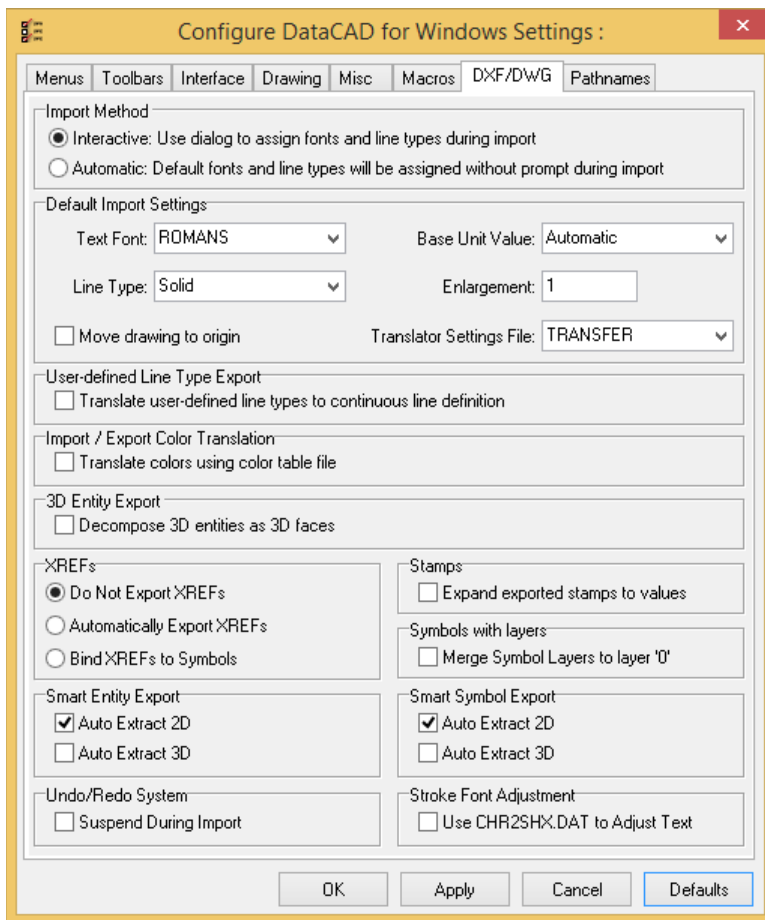 Configure DataCAD for Windows Settings :
Menus Toolbars Interface Drawing Misc Macros DXF/DWG Pathnames
Import Method
Interactive: Use dialog to assign fonts and line types during import
Automatic: Default fonts and line types will be assigned without prompt during import
Default Import Settings
Text Font: ROMANS Base Unit Value: Automatic
Line Type: Solid Enlargement: 1
Move drawing to origin Translator Settings File: TRANSFER
User-defined Line Type Export
Translate user-defined line types to continuous line definition
Import / Export Color Translation
Translate colors using color table file
3D Entity Export
Decompose 3D entities as 3D faces
XREFs
Do Not Export XREFs
Automatically Export XREFs
Bind XREFs to Symbols
Stamps
Expand exported stamps to values
Symbols with layers
Merge Symbol Layers to layer '0'
Smart Entity Export
Auto Extract 2D
Auto Extract 3D
Smart Symbol Export
Auto Extract 2D
Auto Extract 3D
Undo/Redo System
Suspend During Import
Stroke Font Adjustment
Use CHR2SHX.DAT to Adjust Text
OK Apply Cancel Defaults